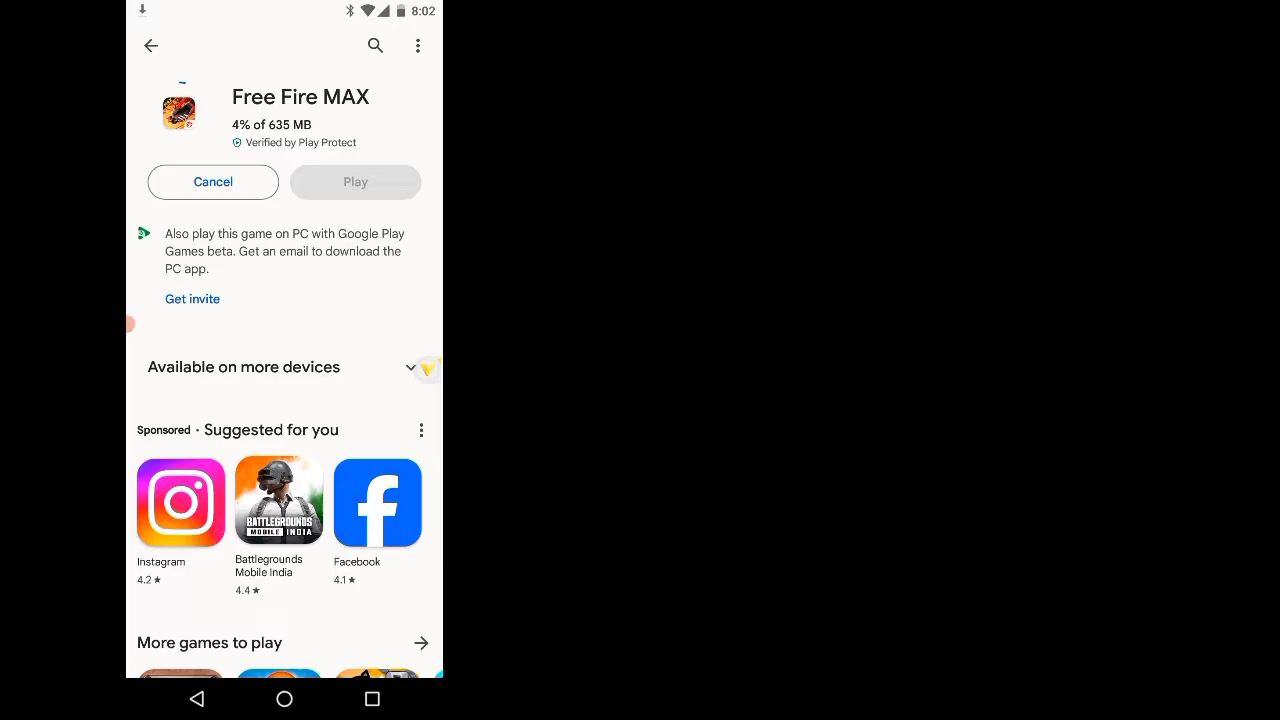 8:02
Free Fire MAX
4% of 635 MB
Verified by Play Protect
Cancel
Play
Also play this game on PC with Google Play
Games beta. Get an email to download the
PC app.
Get invite
Available on more devices
Sponsored · Suggested for you
BATTLEGROUNDS
MOBILE INDIA
Instagram
Battlegrounds
Mobile India
Facebook
4.2 ★
4.4 ★
4.1 ★
More games to play